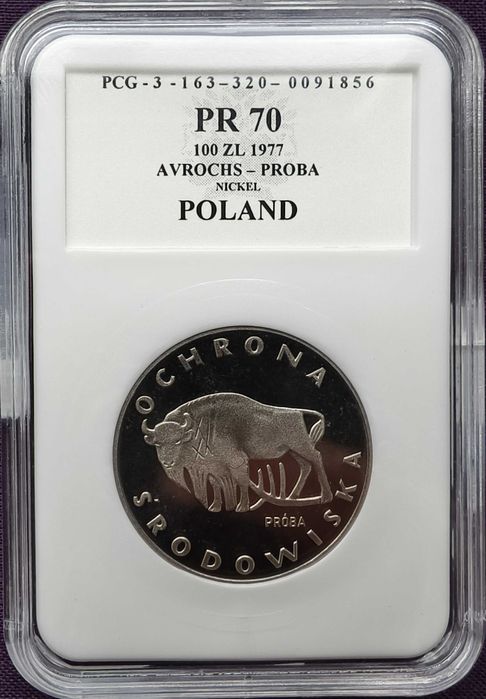 PCG - 3 - 163 - 320 - 0091856
PR 70
100 ZL 1977
AVROCHS – PROBA
NICKEL
POLAND
OCHRONA
ŚRODOWISKA
PRÓBA